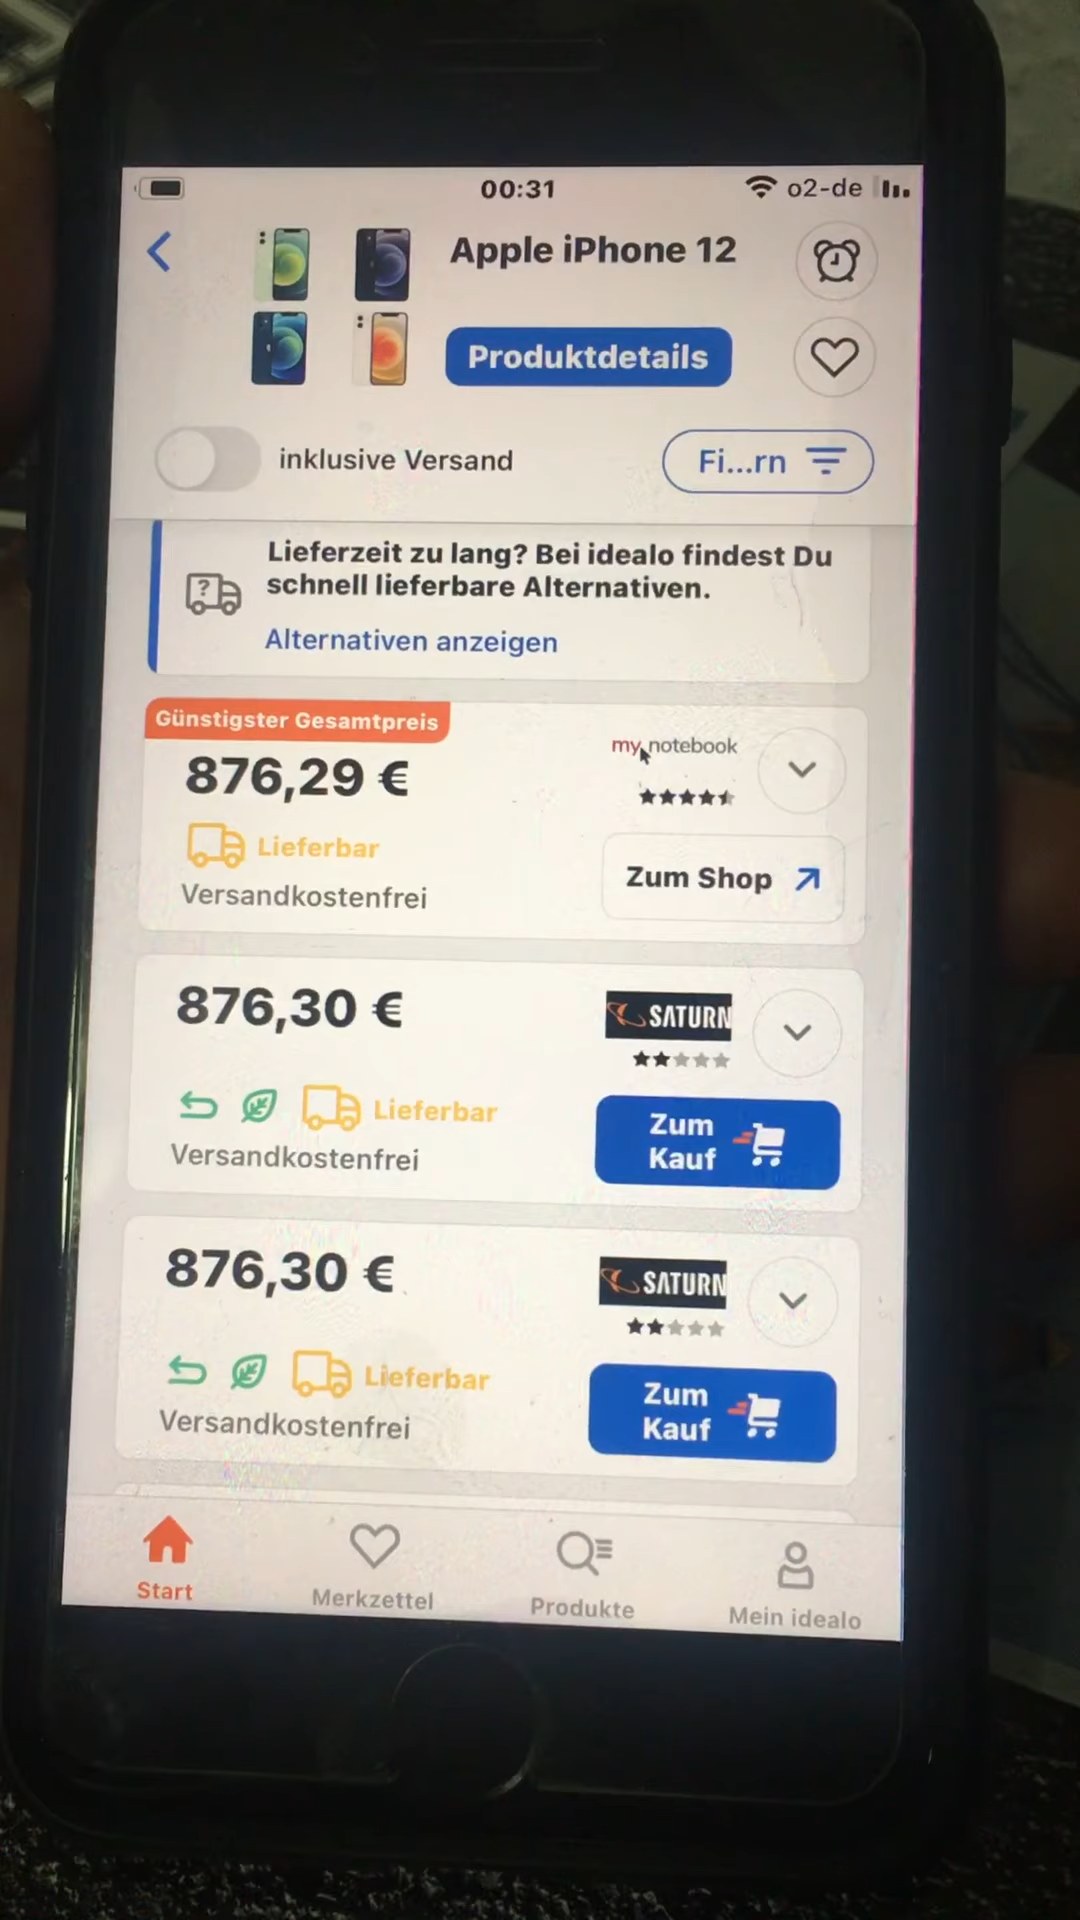 00:31
o2-de
Apple iPhone 12
Produktdetails
inklusive Versand
Fi...rn
Lieferzeit zu lang? Bei idealo findest Du
schnell lieferbare Alternativen.
Alternativen anzeigen
Günstigster Gesamtpreis
876,29 €
my notebook
Lieferbar
Versandkostenfrei
Zum Shop
876,30 €
SATURN
Lieferbar
Versandkostenfrei
Zum
Kauf
876,30 €
SATURN
Lieferbar
Versandkostenfrei
Zum
Kauf
Start
Merkzettel
Produkte
Mein idealo